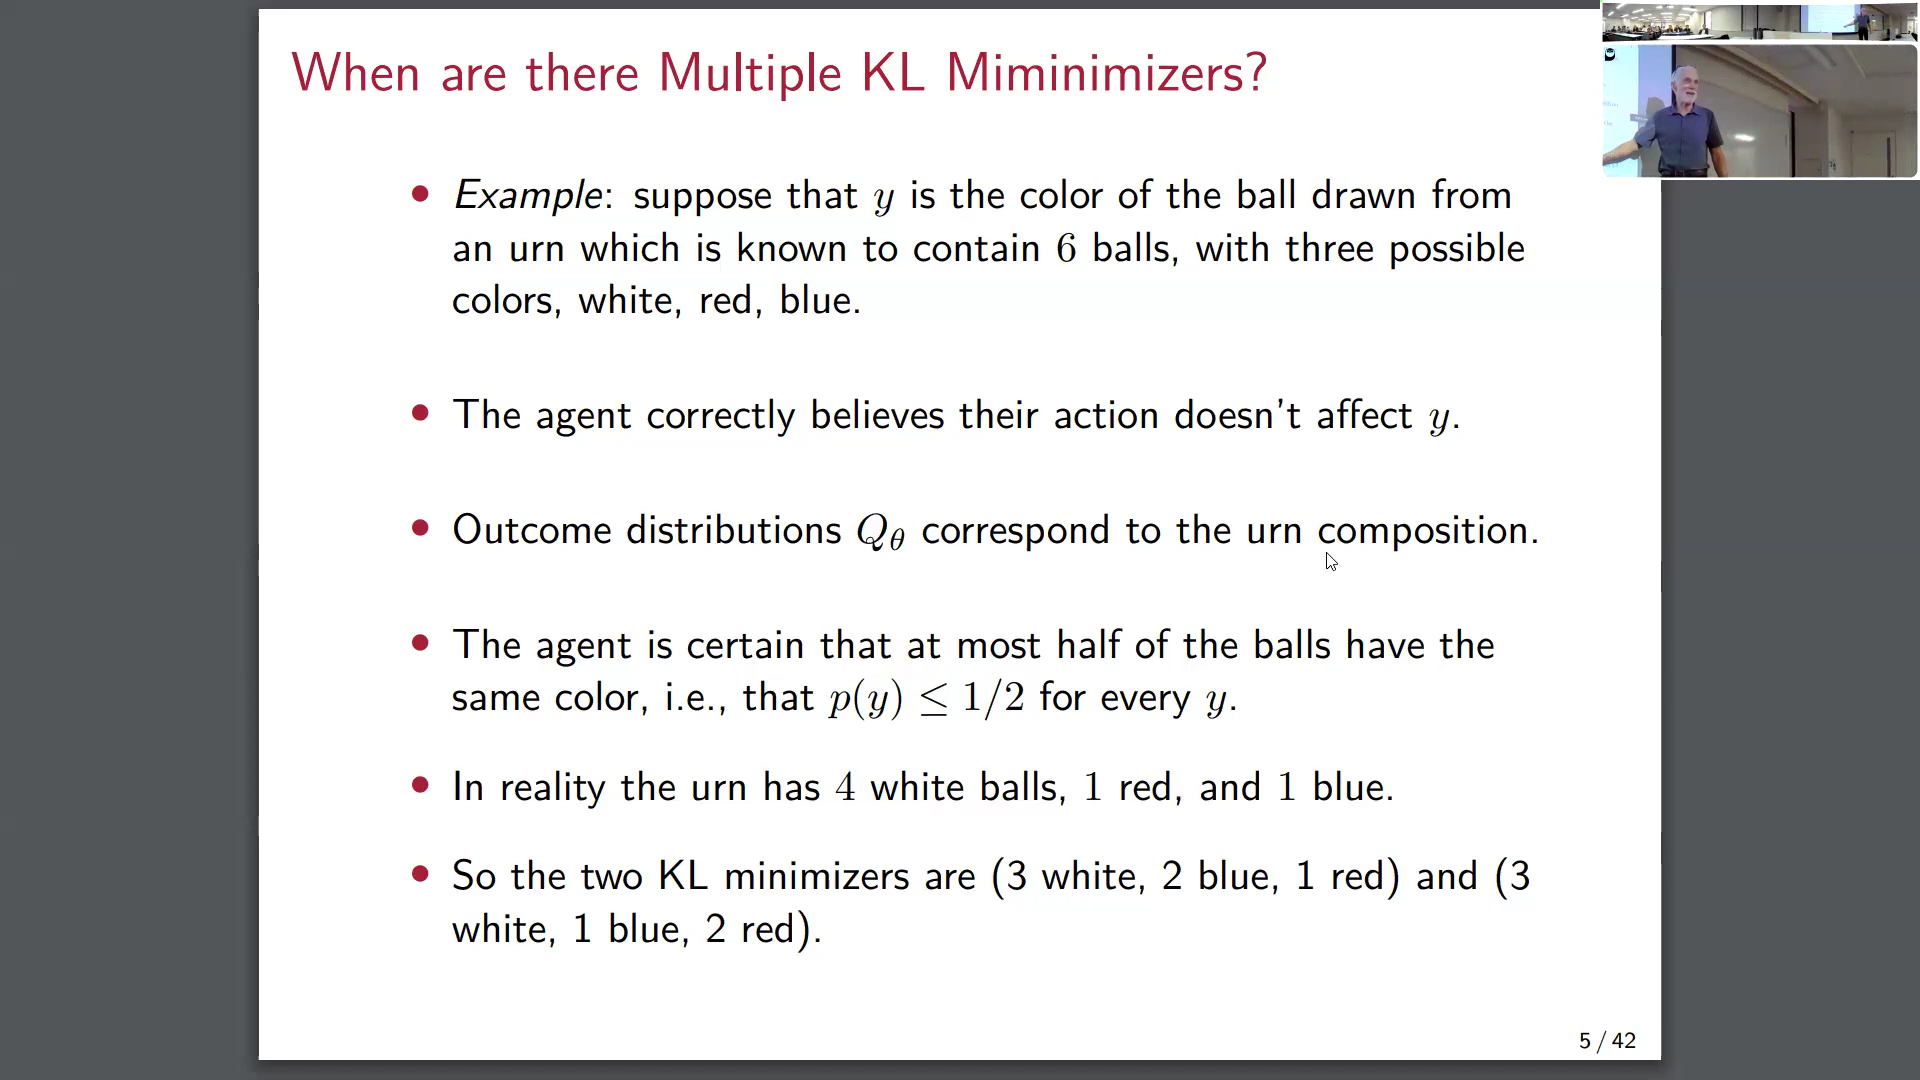 When are there Multiple KL Miminimizers?
• Example: suppose that y is the color of the ball drawn from
an urn which is known to contain 6 balls, with three possible
colors, white, red, blue.
• The agent correctly believes their action doesn't affect y.
• Outcome distributions Q_θ correspond to the urn composition.
• The agent is certain that at most half of the balls have the
same color, i.e., that p(y) ≤ 1/2 for every y.
• In reality the urn has 4 white balls, 1 red, and 1 blue.
• So the two KL minimizers are (3 white, 2 blue, 1 red) and (3
white, 1 blue, 2 red).
5 / 42